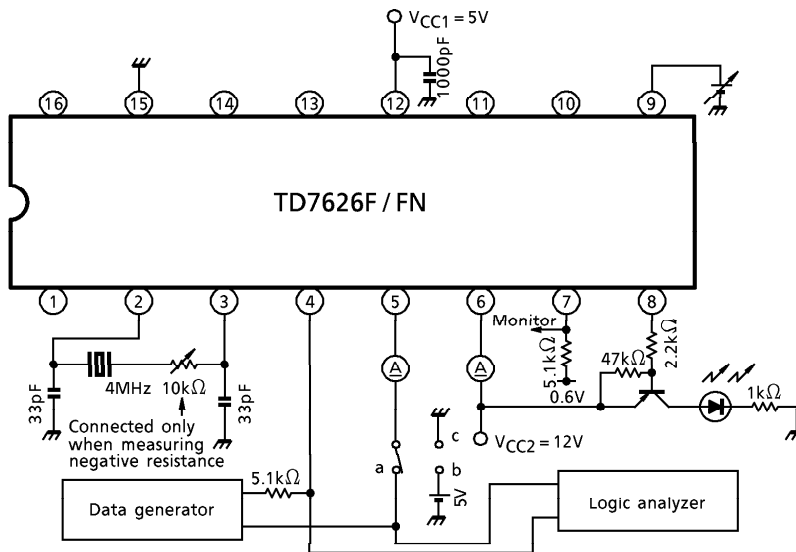 VCC1 = 5V
1000pF
16
15
14
13
12
11
10
9
TD7626F / FN
1
2
3
4
5
6
7
8
Monitor
5.1kΩ
0.6V
47kΩ
2.2kΩ
A
A
33pF
4MHz
10kΩ
33pF
1kΩ
Connected only
when measuring
negative resistance
VCC2 = 12V
a
c
b
5V
5.1kΩ
Data generator
Logic analyzer